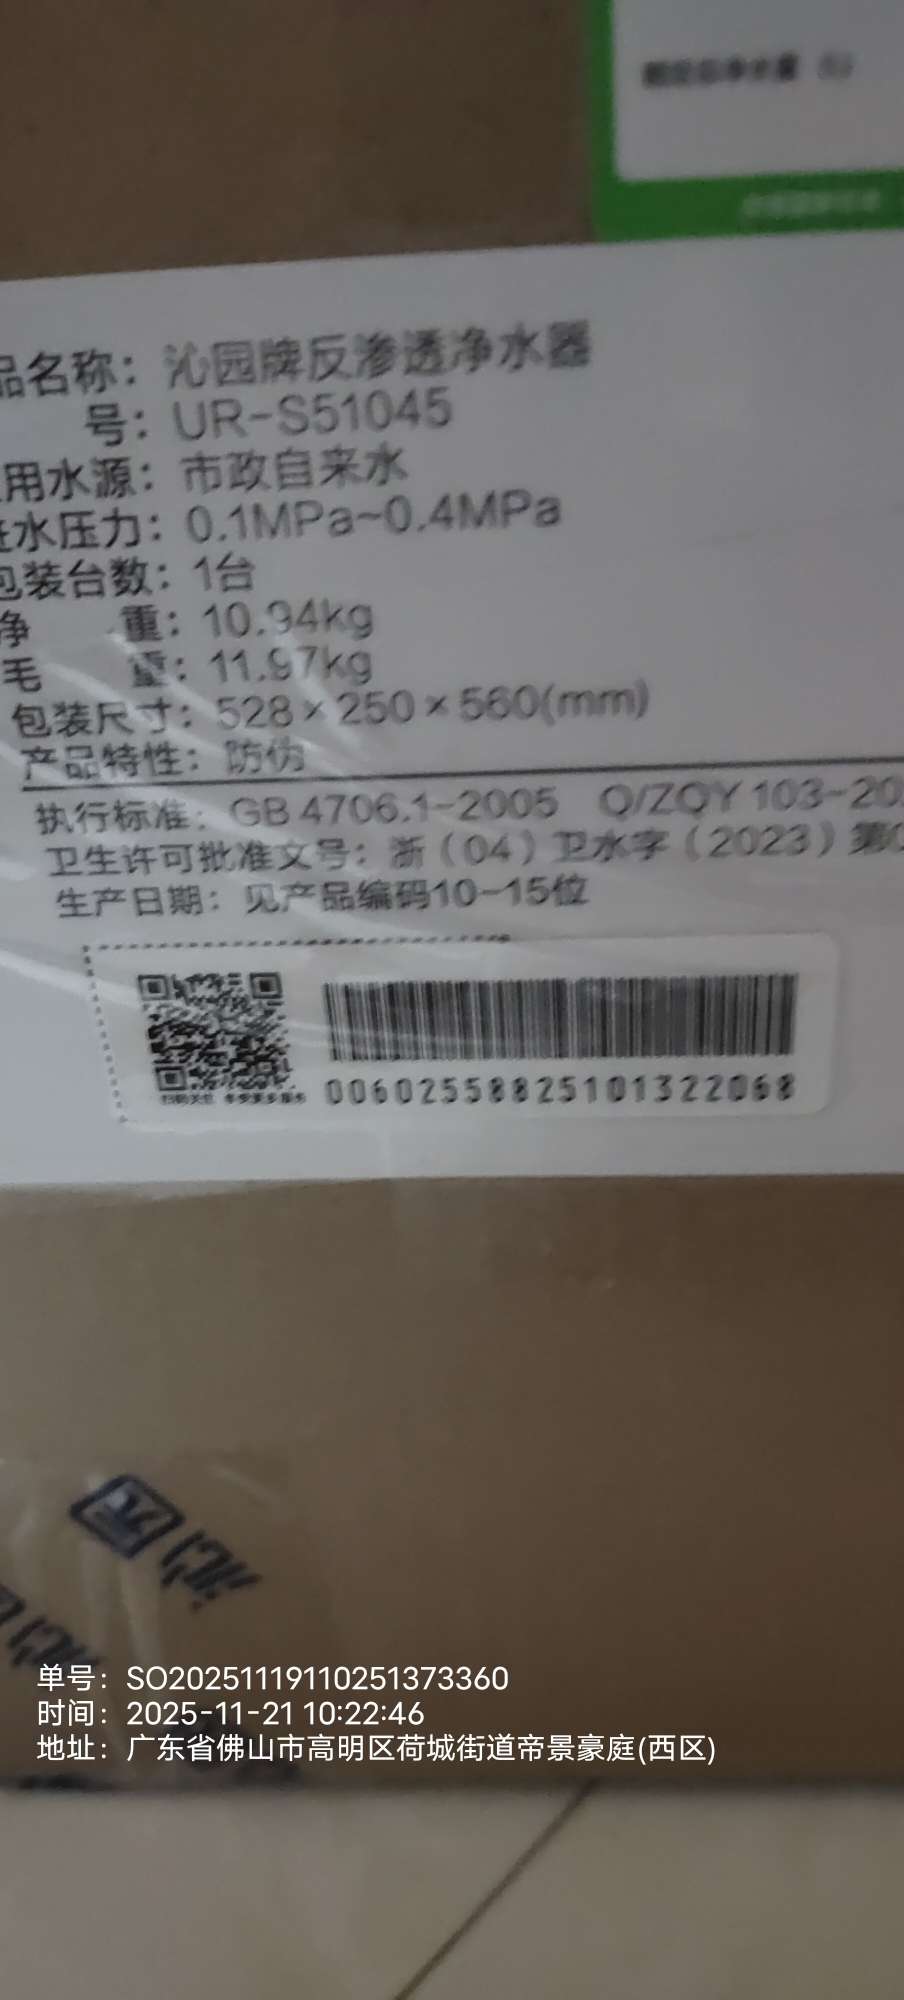 品名称：沁园牌反渗透净水器
号：UR-S51045
用水源：市政自来水
进水压力：0.1MPa~0.4MPa
包装台数：1台
净 重：10.94kg
毛 重：11.97kg
包装尺寸：528×250×560(mm)
产品特性：防伪
执行标准：GB 4706.1-2005 Q/ZQY 103-20
卫生许可批准文号：浙（04）卫水字（2023）第0
生产日期：见产品编码10-15位
00602558825101322068
沁园
单号：SO20251119110251373360
时间：2025-11-21 10:22:46
地址：广东省佛山市高明区荷城街道帝景豪庭(西区)